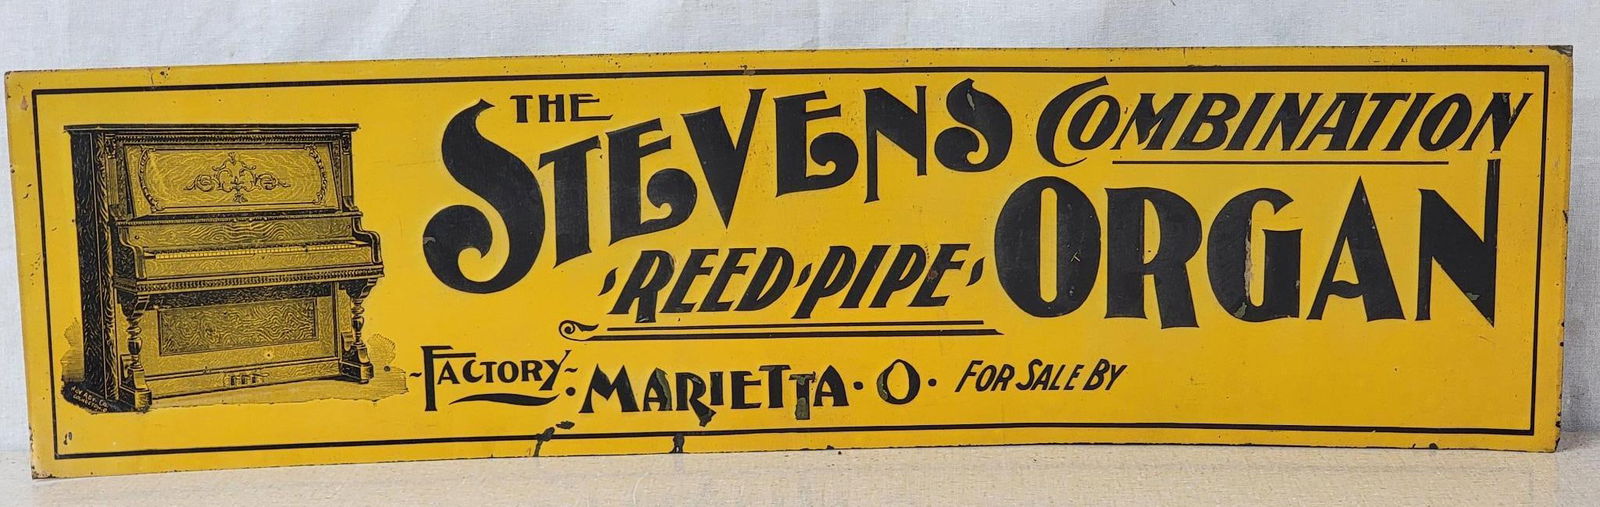 THE
STEVENS COMBINATION
REED-PIPE ORGAN
FACTORY: MARIETTA. O. FOR SALE BY